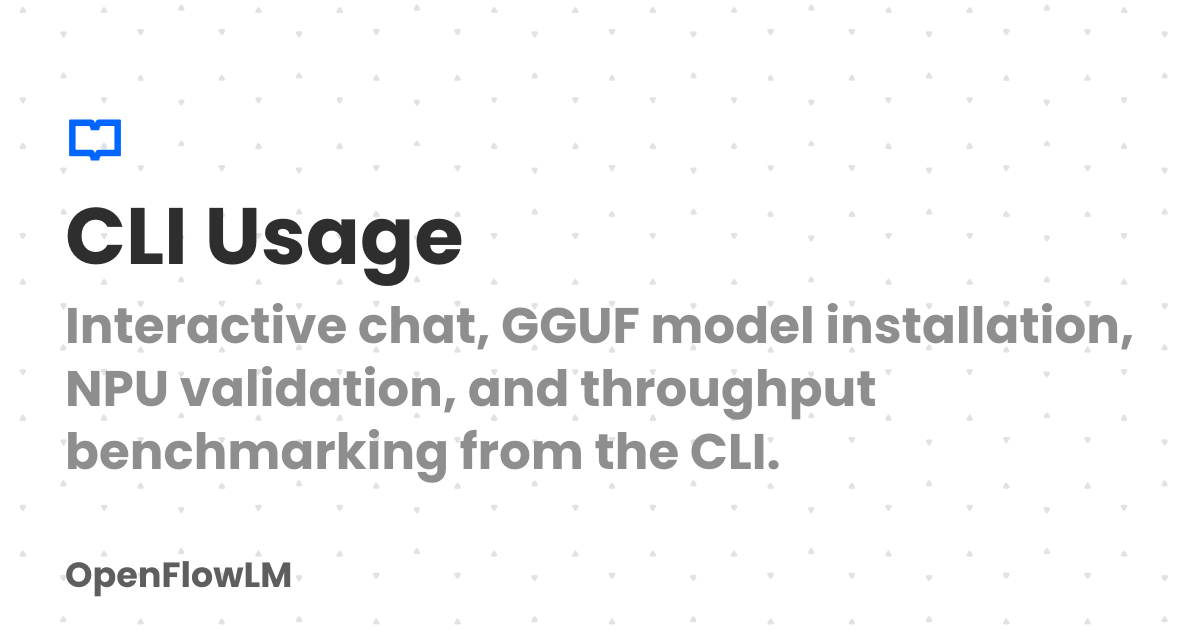 CLI Usage
Interactive chat, GGUF model installation,
NPU validation, and throughput
benchmarking from the CLI.
OpenFlowLM